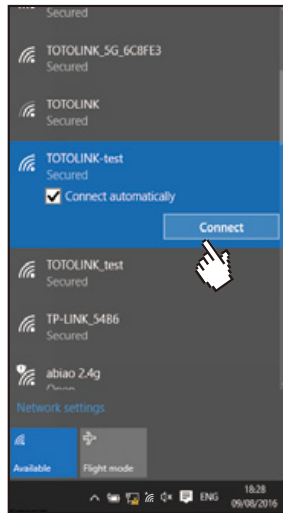 Secured
TOTOLINK_5G_6C8FE3
Secured
TOTOLINK
Secured
TOTOLINK-test
Secured
Connect automatically
Connect
TOTOLINK_test
Secured
TP-LINK_5486
Secured
abiao 2.4g
Open
Network settings
Available
Flight mode
ENG
18:28
09/08/2016